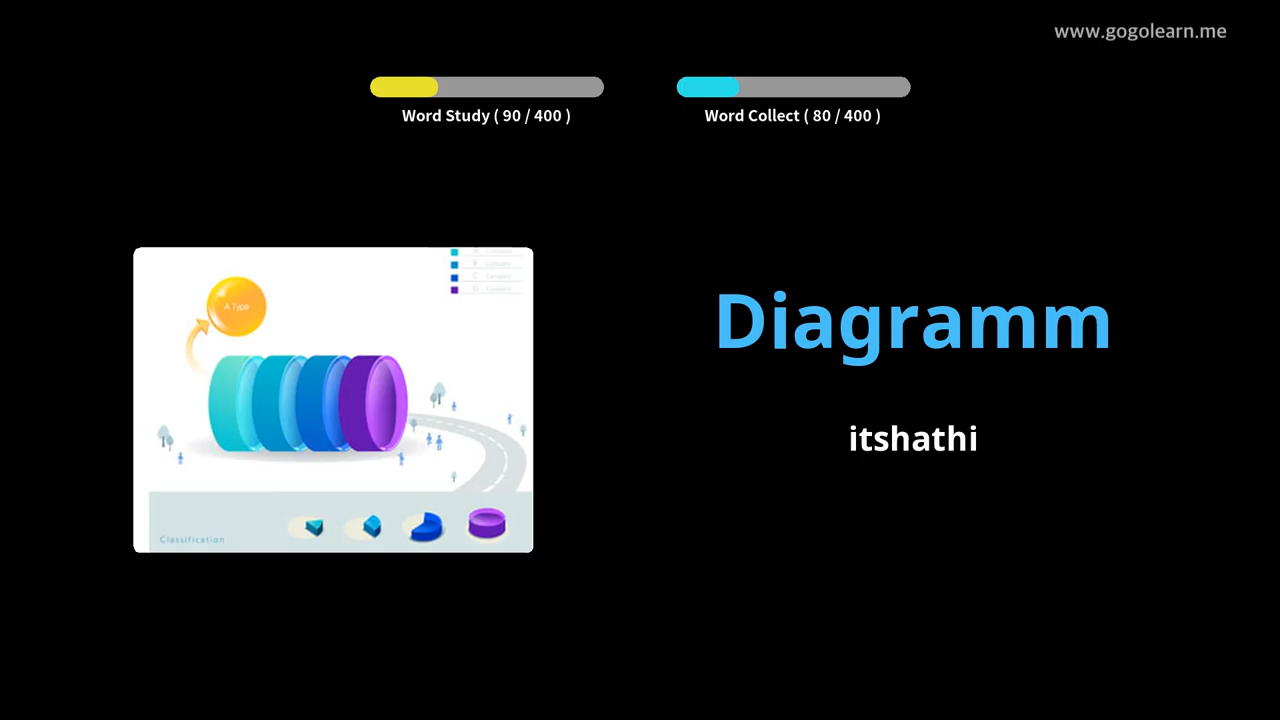 www.gogolearn.me
Word Study ( 90 / 400 )
Word Collect ( 80 / 400 )
A Type
C
D
Diagramm
itshathi
Classification